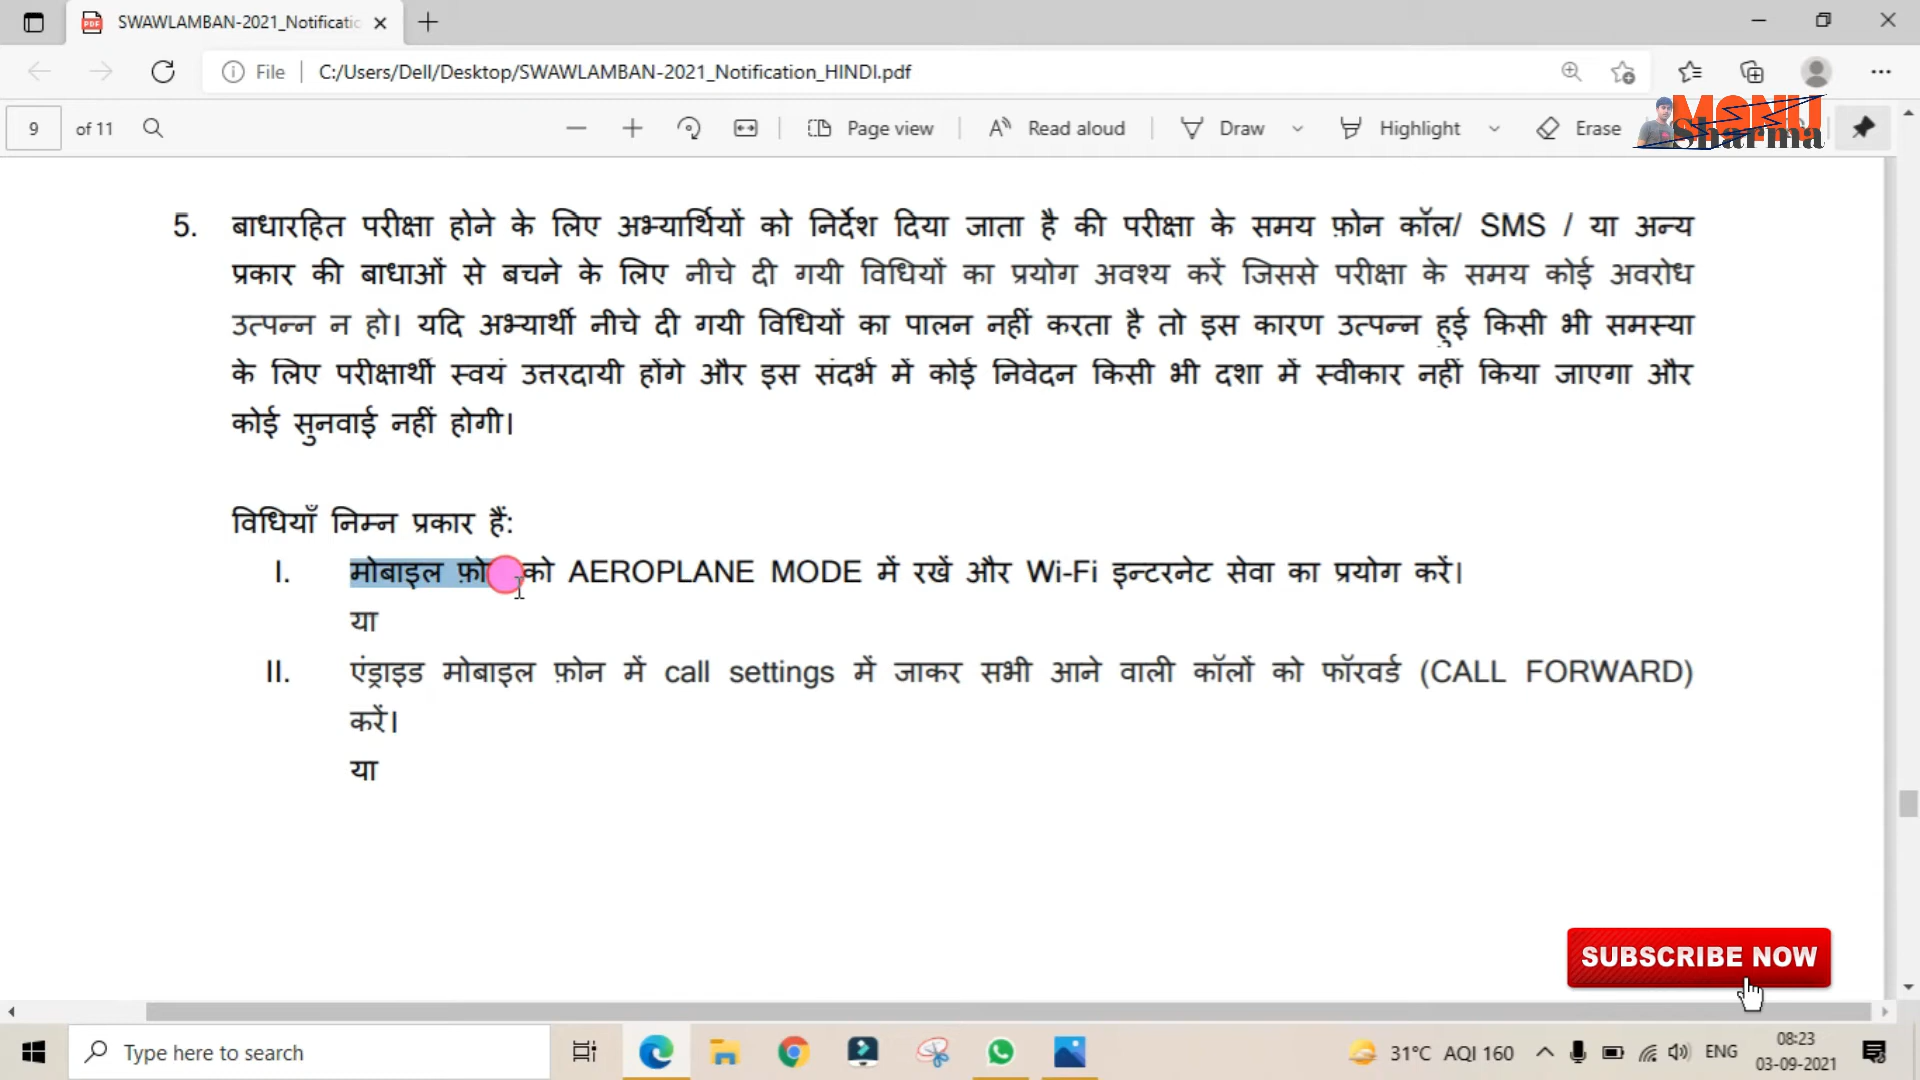 SWAWLAMBAN-2021_Notificatio
File
C:/Users/Dell/Desktop/SWAWLAMBAN-2021_Notification_HINDI.pdf
9 of 11
Page view
Read aloud
Draw
Highlight
Erase
MONU
Sharma
5. बाधारहित परीक्षा होने के लिए अभ्यार्थियों को निर्देश दिया जाता है की परीक्षा के समय फ़ोन कॉल/ SMS / या अन्य
प्रकार की बाधाओं से बचने के लिए नीचे दी गयी विधियों का प्रयोग अवश्य करें जिससे परीक्षा के समय कोई अवरोध
उत्पन्न न हो। यदि अभ्यार्थी नीचे दी गयी विधियों का पालन नहीं करता है तो इस कारण उत्पन्न हुई किसी भी समस्या
के लिए परीक्षार्थी स्वयं उत्तरदायी होंगे और इस संदर्भ में कोई निवेदन किसी भी दशा में स्वीकार नहीं किया जाएगा और
कोई सुनवाई नहीं होगी।
विधियाँ निम्न प्रकार हैं:
I. मोबाइल को AEROPLANE MODE में रखें और Wi-Fi इन्टरनेट सेवा का प्रयोग करें।
या
II. एंड्राइड मोबाइल फ़ोन में call settings में जाकर सभी आने वाली कॉलों को फॉरवर्ड (CALL FORWARD)
करें।
या
SUBSCRIBE NOW
Type here to search
31°C AQI 160
ENG
08:23
03-09-2021